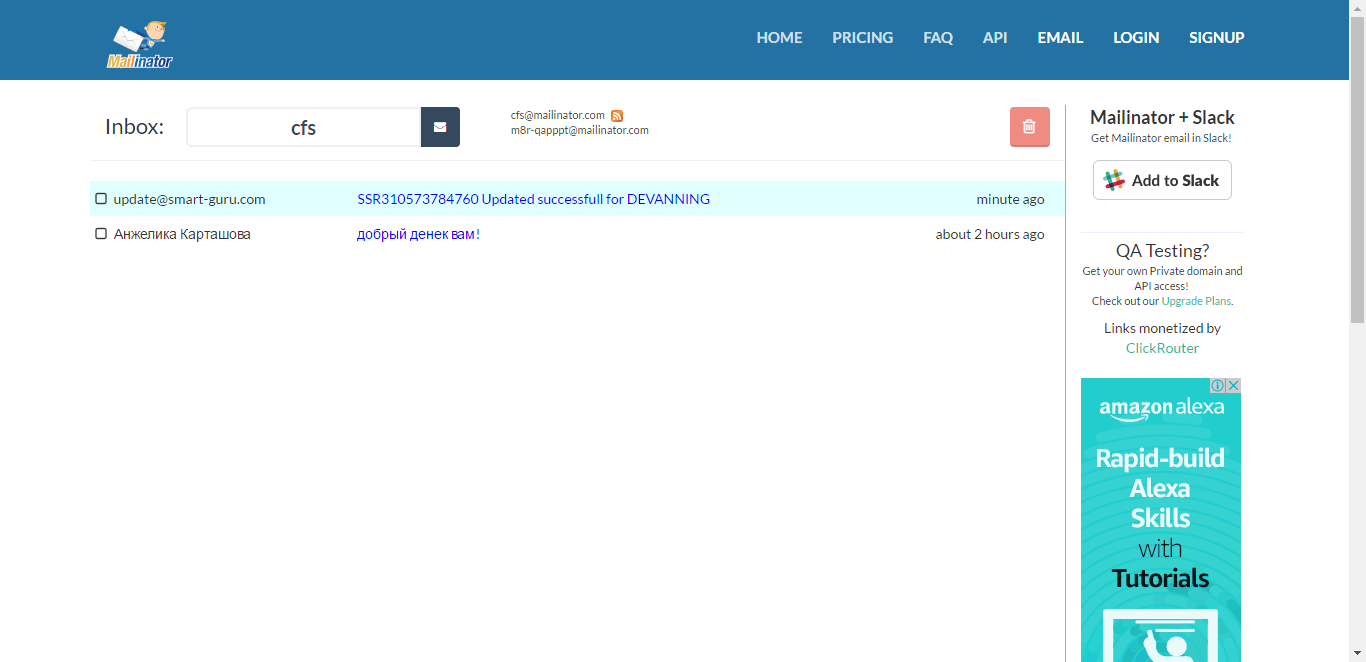 Mailinator
HOME PRICING FAQ API EMAIL LOGIN SIGNUP
Inbox: cfs
cfs@mailinator.com
m8r-qapppt@mailinator.com
update@smart-guru.com SSR310573784760 Updated successfull for DEVANNING minute ago
Анжелика Карташова добрый денек вам! about 2 hours ago
Mailinator + Slack
Get Mailinator email in Slack!
Add to Slack
QA Testing?
Get your own Private domain and
API access!
Check out our Upgrade Plans.
Links monetized by
ClickRouter
amazon alexa
Rapid-build
Alexa
Skills
with
Tutorials